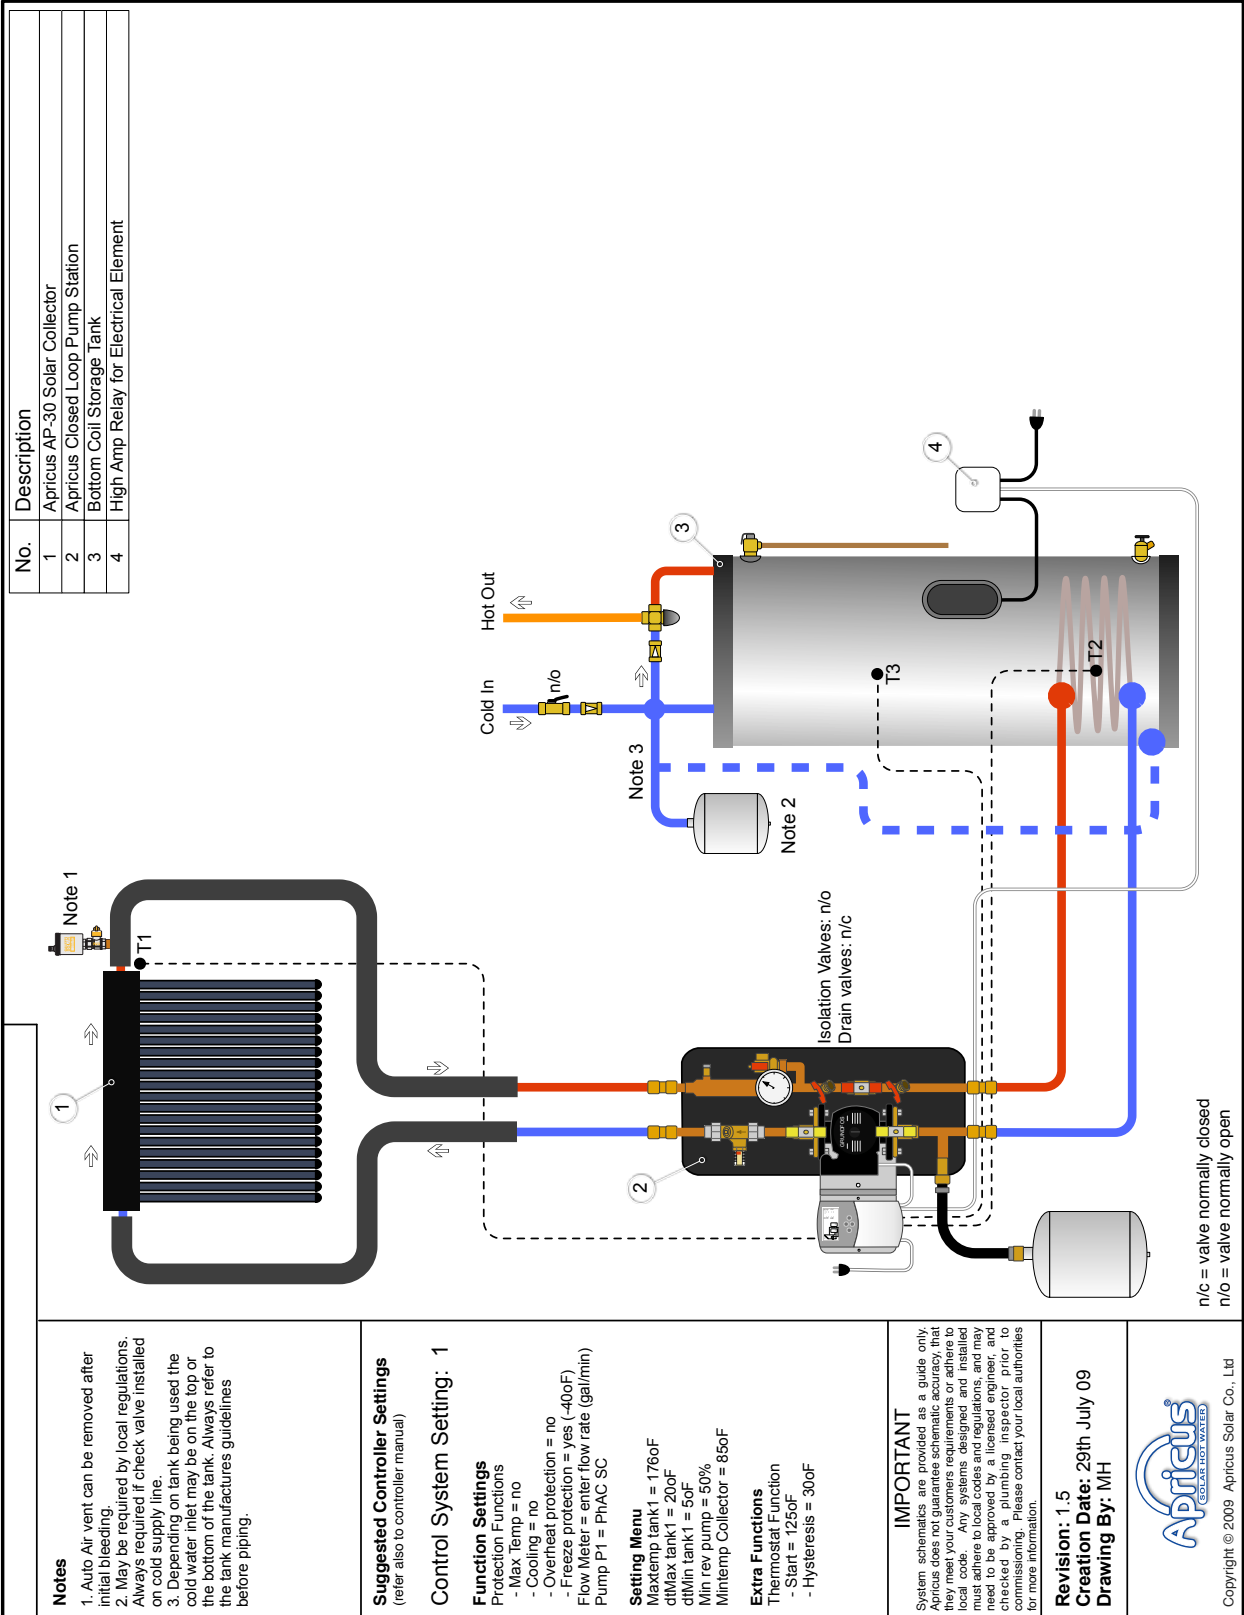 No. Description
1 Apricus AP-30 Solar Collector
2 Apricus Closed Loop Pump Station
3 Bottom Coil Storage Tank
4 High Amp Relay for Electrical Element
Note 1
T1
1
Cold In
Hot Out
n/o
Note 3
Note 2
3
4
T3
T2
2
Isolation Valves: n/o
Drain valves: n/c
GRUNDFOS
n/c = valve normally closed
n/o = valve normally open
Notes
1. Auto Air vent can be removed after
initial bleeding.
2. May be required by local regulations.
Always required if check valve installed
on cold supply line.
3. Depending on tank being used the
cold water inlet may be on the top or
the bottom of the tank. Always refer to
the tank manufactures guidelines
before piping.
Suggested Controller Settings
(refer also to controller manual)
Control System Setting: 1
Function Settings
Protection Functions
- Max Temp = no
- Cooling = no
- Overheat protection = no
- Freeze protection = yes (-40oF)
Flow Meter = enter flow rate (gal/min)
Pump P1 = PhAC SC
Setting Menu
Maxtemp tank1 = 176oF
dtMax tank1 = 20oF
dtMin tank1 = 5oF
Min rev pump = 50%
Mintemp Collector = 85oF
Extra Functions
Thermostat Function
- Start = 125oF
- Hysteresis = 30oF
IMPORTANT
System schematics are provided as a guide only.
Apricus does not guarantee schematic accuracy, that
they meet your customers requirements or adhere to
local code. Any systems designed and installed
must adhere to local codes and regulations, and may
need to be approved by a licensed engineer, and
checked by a plumbing inspector prior to
commissioning. Please contact your local authorities
for more information.
Revision: 1.5
Creation Date: 29th July 09
Drawing By: MH
Apricus®
SOLAR HOT WATER
Copyright © 2009 Apricus Solar Co., Ltd